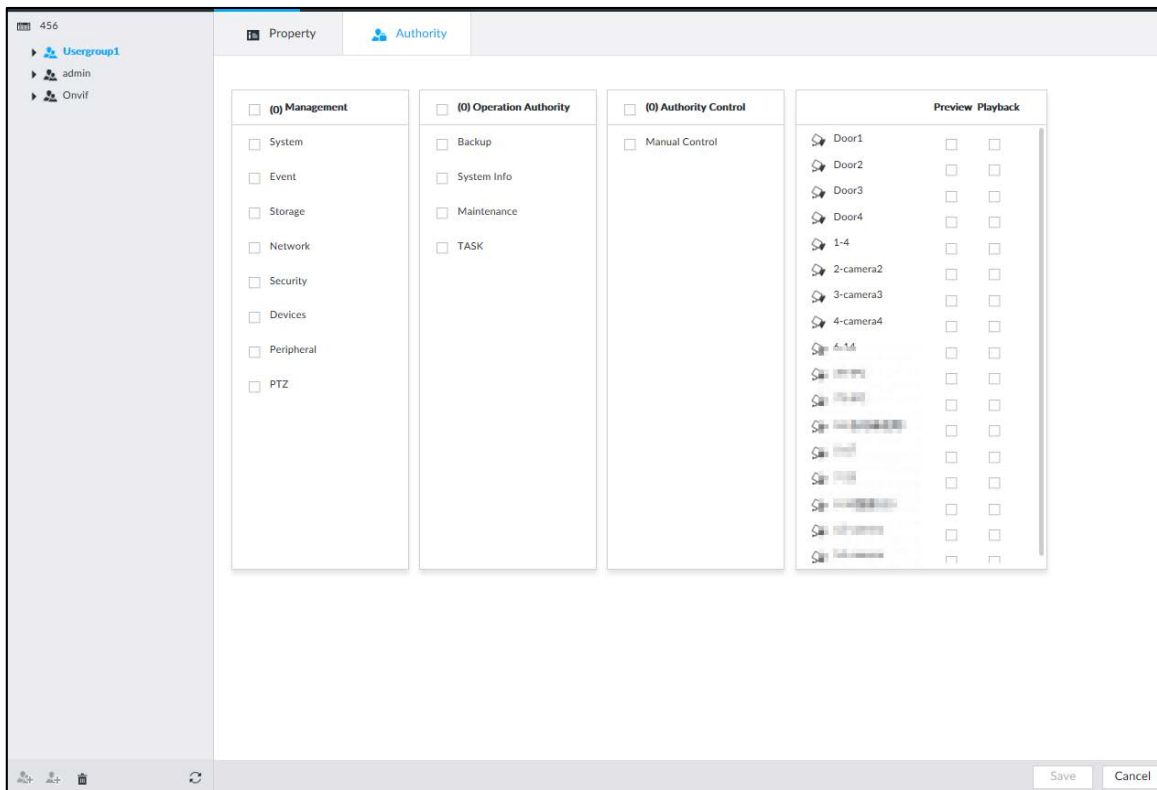 456
Usergroup1
admin
Onvif
Property
Authority
(0) Management
System
Event
Storage
Network
Security
Devices
Peripheral
PTZ
(0) Operation Authority
Backup
System Info
Maintenance
TASK
(0) Authority Control
Manual Control
Preview Playback
Door1
Door2
Door3
Door4
1-4
2-camera2
3-camera3
4-camera4
Save
Cancel